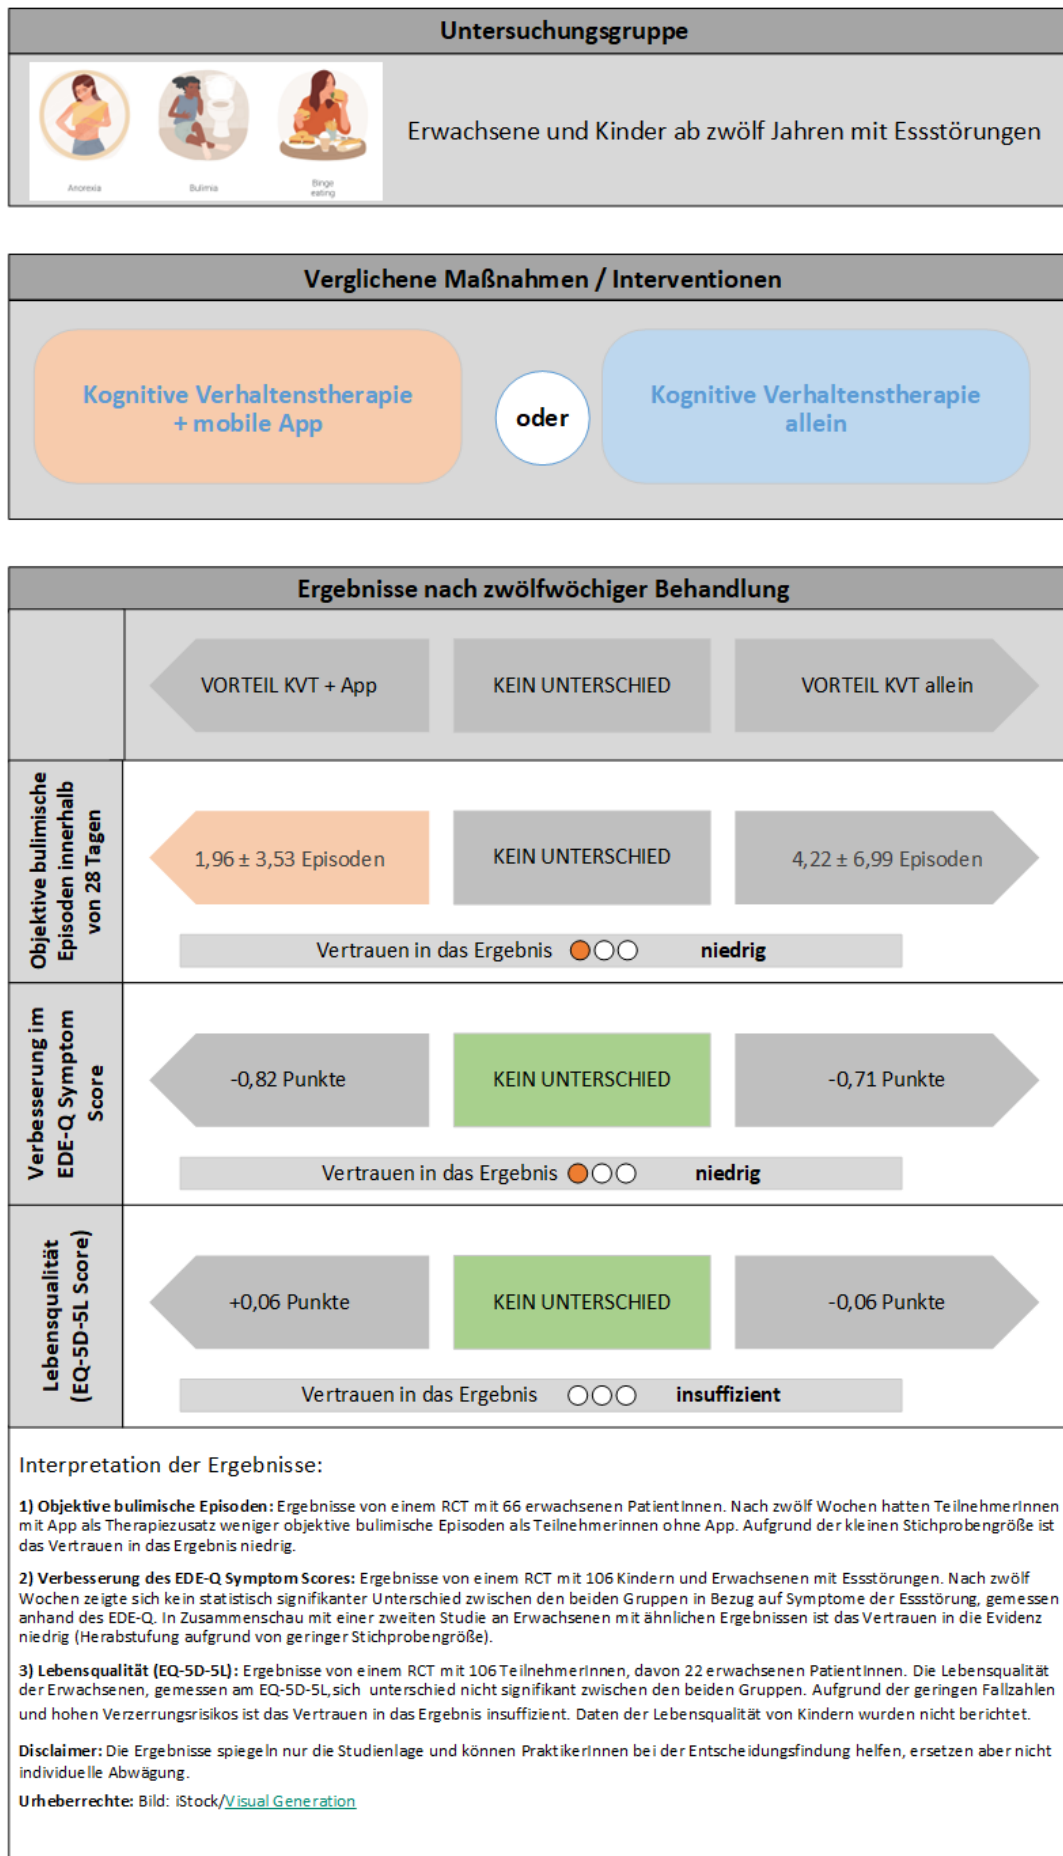 Untersuchungsgruppe
Anorexia
Bulimia
Binge
eating
Erwachsene und Kinder ab zwölf Jahren mit Essstörungen
Verglichene Maßnahmen / Interventionen
Kognitive Verhaltenstherapie
+ mobile App
oder
Kognitive Verhaltenstherapie
allein
Ergebnisse nach zwölfwöchiger Behandlung
VORTEIL KVT + App
KEIN UNTERSCHIED
VORTEIL KVT allein
Objektive bulimische
Episoden innerhalb
von 28 Tagen
1,96 ± 3,53 Episoden
KEIN UNTERSCHIED
4,22 ± 6,99 Episoden
Vertrauen in das Ergebnis niedrig
Verbesserung im
EDE-Q Symptom
Score
-0,82 Punkte
KEIN UNTERSCHIED
-0,71 Punkte
Vertrauen in das Ergebnis niedrig
Lebensqualität
(EQ-5D-5L Score)
+0,06 Punkte
KEIN UNTERSCHIED
-0,06 Punkte
Vertrauen in das Ergebnis insuffizient
Interpretation der Ergebnisse:
1) Objektive bulimische Episoden: Ergebnisse von einem RCT mit 66 erwachsenen PatientInnen. Nach zwölf Wochen hatten TeilnehmerInnen
mit App als Therapiezusatz weniger objektive bulimische Episoden als Teilnehmerinnen ohne App. Aufgrund der kleinen Stichprobengröße ist
das Vertrauen in das Ergebnis niedrig.
2) Verbesserung des EDE-Q Symptom Scores: Ergebnisse von einem RCT mit 106 Kindern und Erwachsenen mit Essstörungen. Nach zwölf
Wochen zeigte sich kein statistisch signifikanter Unterschied zwischen den beiden Gruppen in Bezug auf Symptome der Essstörung, gemessen
anhand des EDE-Q. In Zusammenschau mit einer zweiten Studie an Erwachsenen mit ähnlichen Ergebnissen ist das Vertrauen in die Evidenz
niedrig (Herabstufung aufgrund von geringer Stichprobengröße).
3) Lebensqualität (EQ-5D-5L): Ergebnisse von einem RCT mit 106 TeilnehmerInnen, davon 22 erwachsenen PatientInnen. Die Lebensqualität
der Erwachsenen, gemessen am EQ-5D-5L,sich unterschied nicht signifikant zwischen den beiden Gruppen. Aufgrund der geringen Fallzahlen
und hohen Verzerrungsrisikos ist das Vertrauen in das Ergebnis insuffizient. Daten der Lebensqualität von Kindern wurden nicht berichtet.
Disclaimer: Die Ergebnisse spiegeln nur die Studienlage und können PraktikerInnen bei der Entscheidungsfindung helfen, ersetzen aber nicht
individuelle Abwägung.
Urheberrechte: Bild: iStock/Visual Generation